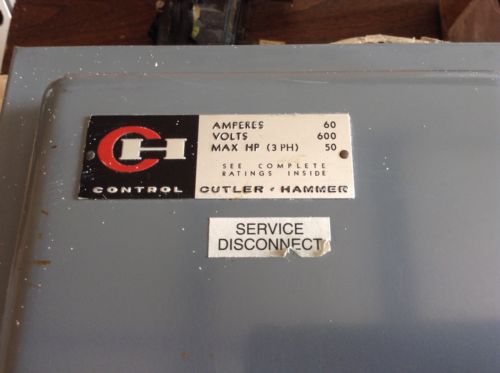 CH
CONTROL
AMPERES 60
VOLTS 600
MAX HP (3 PH) 50
SEE COMPLETE
RATINGS INSIDE
CUTLER-HAMMER
SERVICE
DISCONNECT